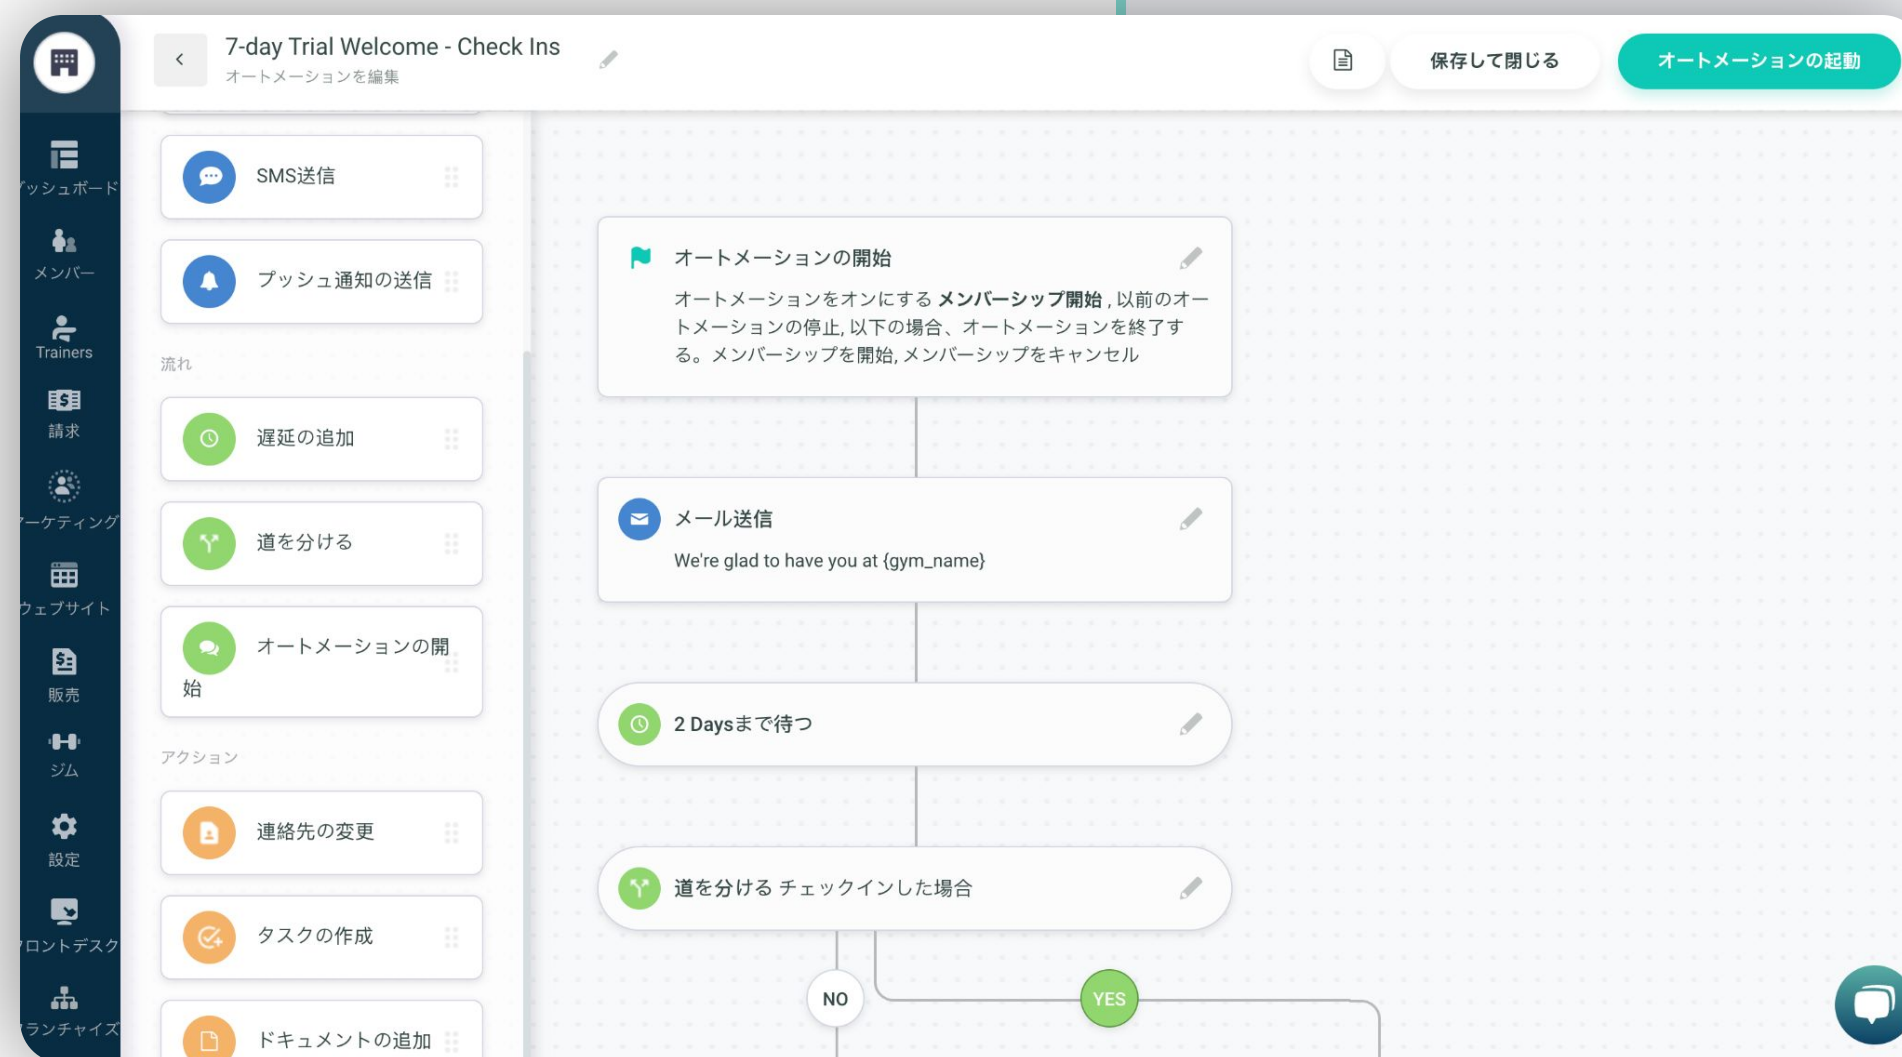 7-day Trial Welcome - Check Ins
オートメーションを編集
保存して閉じる
オートメーションの起動
ッシュボード
メンバー
Trainers
請求
ーケティング
ウェブサイト
販売
ジム
設定
ロントデスク
ランチャイズ
SMS送信
プッシュ通知の送信
流れ
遅延の追加
道を分ける
オートメーションの開
始
アクション
連絡先の変更
タスクの作成
ドキュメントの追加
オートメーションの開始
オートメーションをオンにする メンバーシップ開始 , 以前のオー
トメーションの停止, 以下の場合、オートメーションを終了す
る。メンバーシップを開始, メンバーシップをキャンセル
メール送信
We're glad to have you at {gym_name}
2 Daysまで待つ
道を分ける チェックインした場合
NO
YES